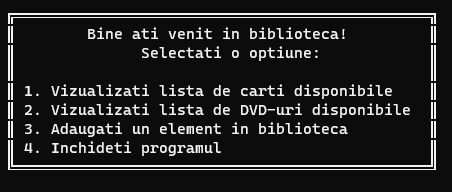 Bine ati venit in biblioteca!
Selectati o optiune:
1. Vizualizati lista de carti disponibile
2. Vizualizati lista de DVD-uri disponibile
3. Adaugati un element in biblioteca
4. Inchideti programul